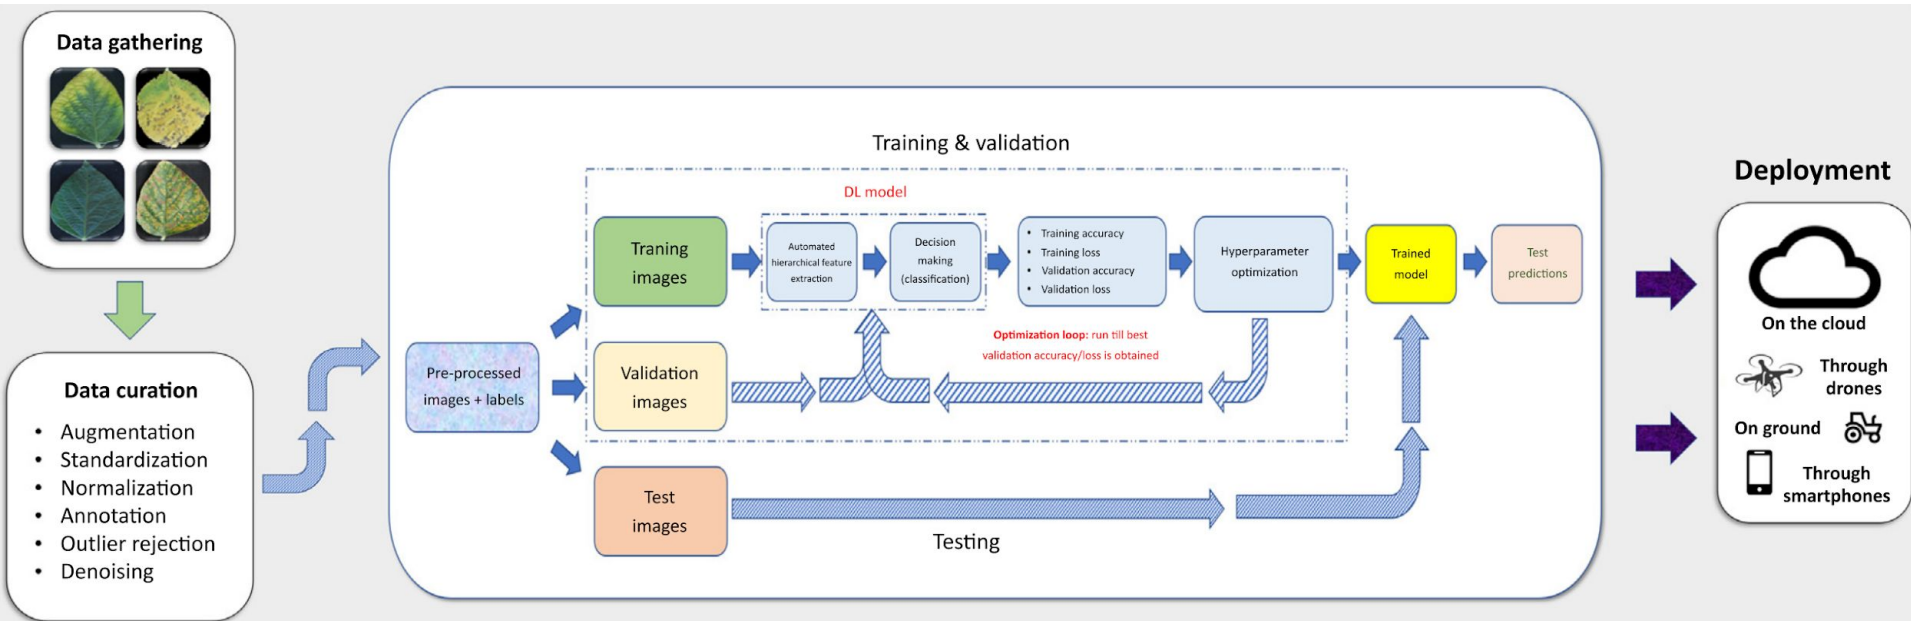 Data gathering
Data curation
• Augmentation
• Standardization
• Normalization
• Annotation
• Outlier rejection
• Denoising
Training & validation
DL model
Pre-processed
images + labels
Traning
images
Automated
hierarchical feature
extraction
Decision
making
(classification)
• Training accuracy
• Training loss
• Validation accuracy
• Validation loss
Hyperparameter
optimization
Trained
model
Test
predictions
Optimization loop: run till best
validation accuracy/loss is obtained
Validation
images
Test
images
Testing
Deployment
On the cloud
Through
drones
On ground
Through
smartphones